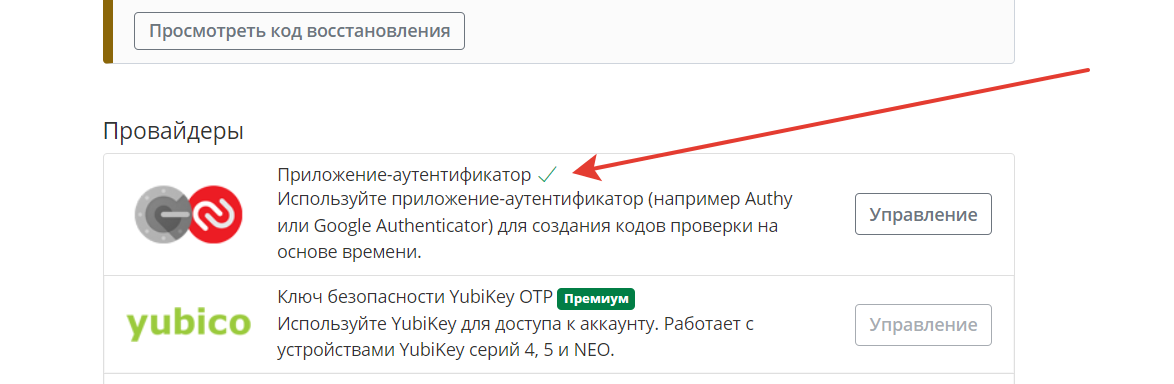 Просмотреть код восстановления
Провайдеры
Приложение-аутентификатор
Используйте приложение-аутентификатор (например Authy
или Google Authenticator) для создания кодов проверки на
основе времени.
Управление
yubico
Ключ безопасности YubiKey OTP Премиум
Используйте YubiKey для доступа к аккаунту. Работает с
устройствами YubiKey серий 4, 5 и NEO.
Управление